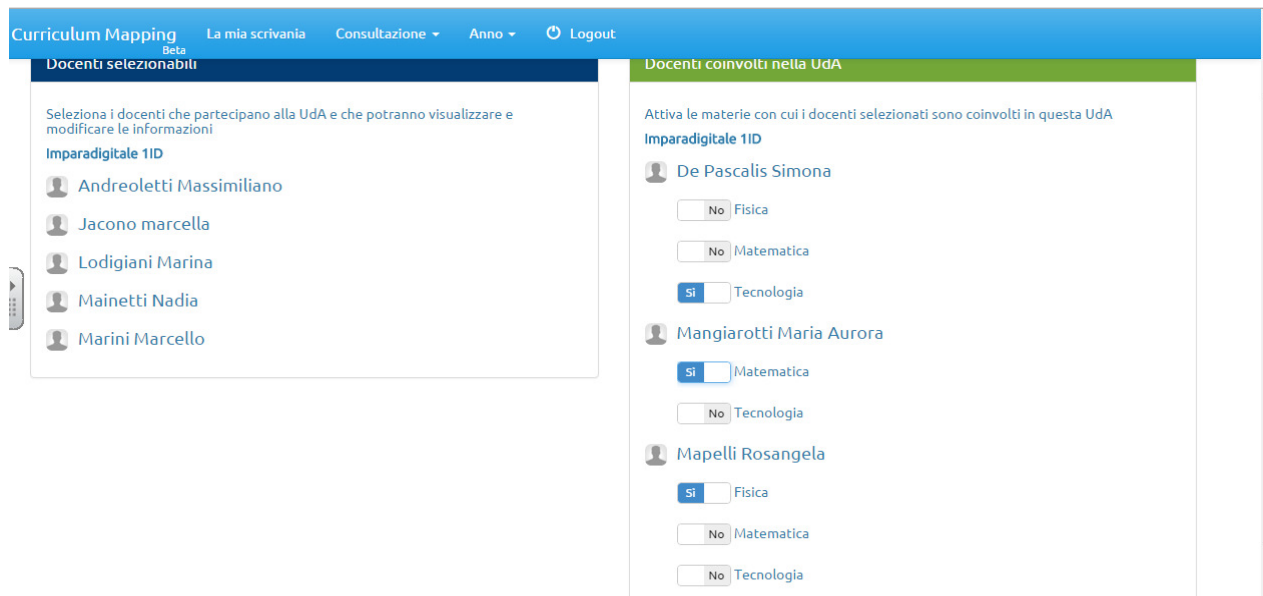 Curriculum Mapping
Beta
La mia scrivania
Consultazione
Anno
Logout
Docenti selezionabili
Seleziona i docenti che partecipano alla UdA e che potranno visualizzare e
modificare le informazioni
Imparadigitale 1ID
Andreoletti Massimiliano
Jacono marcella
Lodigiani Marina
Mainetti Nadia
Marini Marcello
Docenti coinvolti nella UdA
Attiva le materie con cui i docenti selezionati sono coinvolti in questa UdA
Imparadigitale 1ID
De Pascalis Simona
No Fisica
No Matematica
Sì Tecnologia
Mangiarotti Maria Aurora
Sì Matematica
No Tecnologia
Mapelli Rosangela
Sì Fisica
No Matematica
No Tecnologia